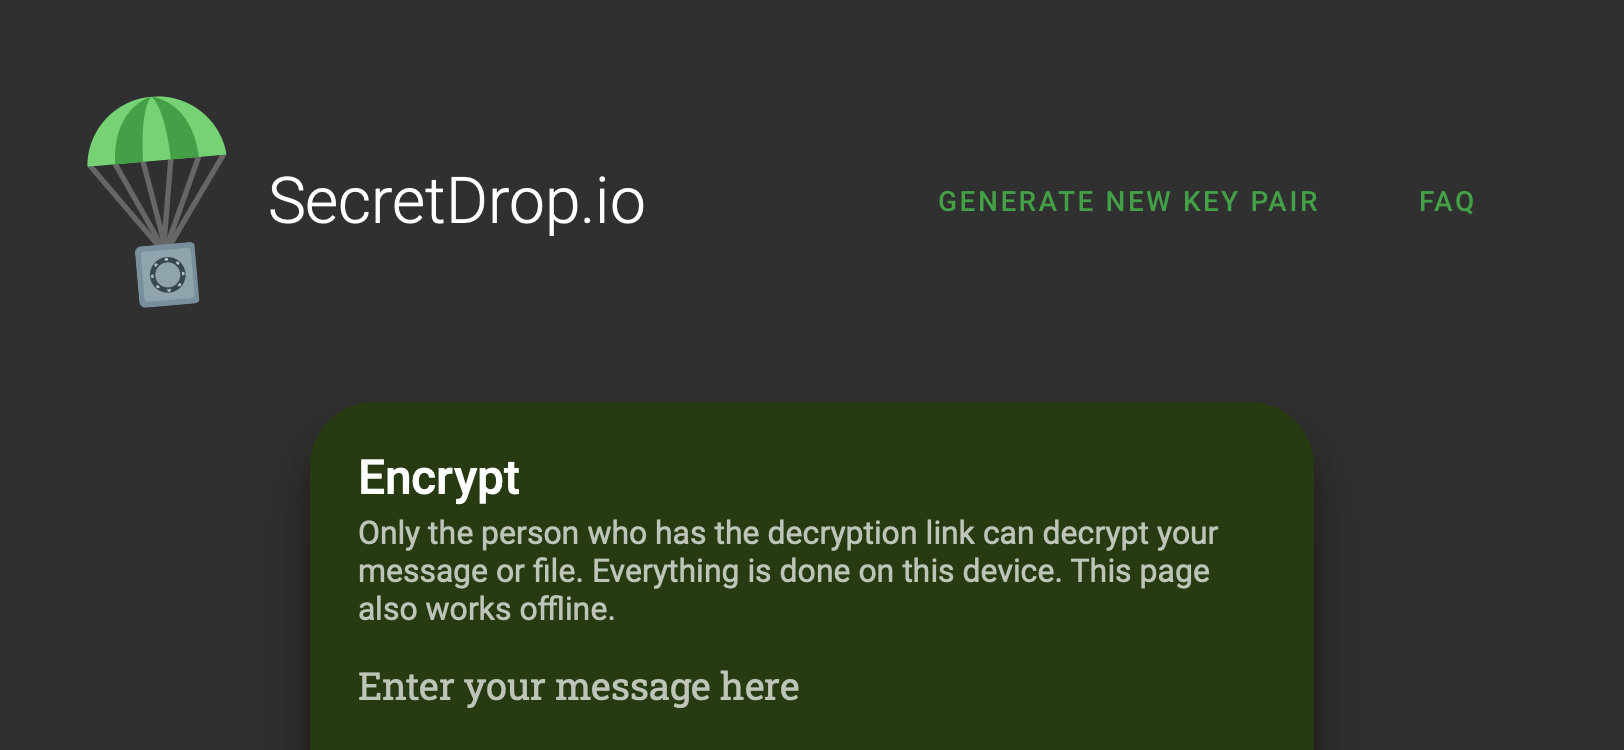 SecretDrop.io
GENERATE NEW KEY PAIR
FAQ
Encrypt
Only the person who has the decryption link can decrypt your
message or file. Everything is done on this device. This page
also works offline.
Enter your message here